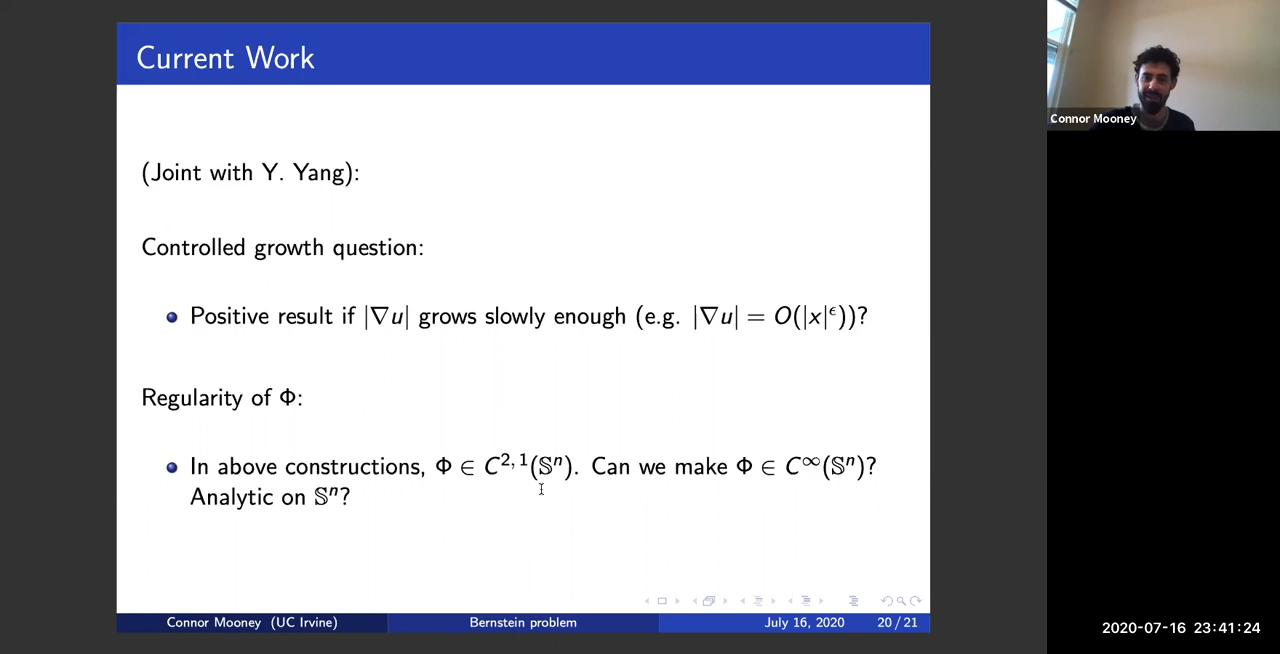 Current Work
(Joint with Y. Yang):
Controlled growth question:
Positive result if |∇u| grows slowly enough (e.g. |∇u| = O(|x|^ϵ))?
Regularity of Φ:
In above constructions, Φ ∈ C^{2,1}(𝕊^n). Can we make Φ ∈ C^∞(𝕊^n)?
Analytic on 𝕊^n?
Connor Mooney (UC Irvine) Bernstein problem July 16, 2020 20 / 21
Connor Mooney
2020-07-16 23:41:24